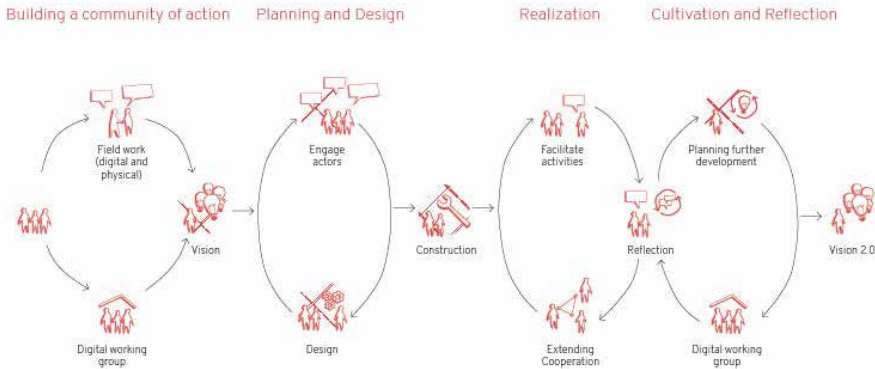 Building a community of action
Planning and Design
Realization
Cultivation and Reflection
Field work
(digital and
physical)
Engage
actors
Facilitate
activities
Planning further
development
Vision
Construction
Reflection
Vision 2.0
Digital working
group
Design
Extending
Cooperation
Digital working
group